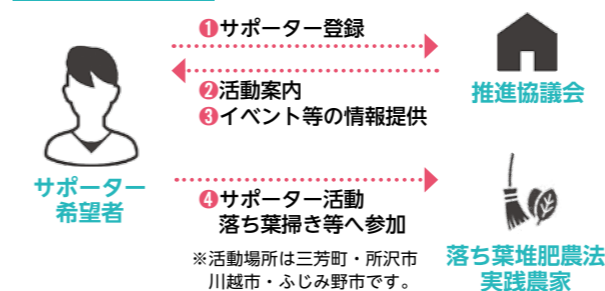 ❶サポーター登録
推進協議会
❷活動案内
❸イベント等の情報提供
サポーター
希望者
❹サポーター活動
落ち葉掃き等へ参加
※活動場所は三芳町・所沢市
川越市・ふじみ野市です。
落ち葉堆肥農法
実践農家